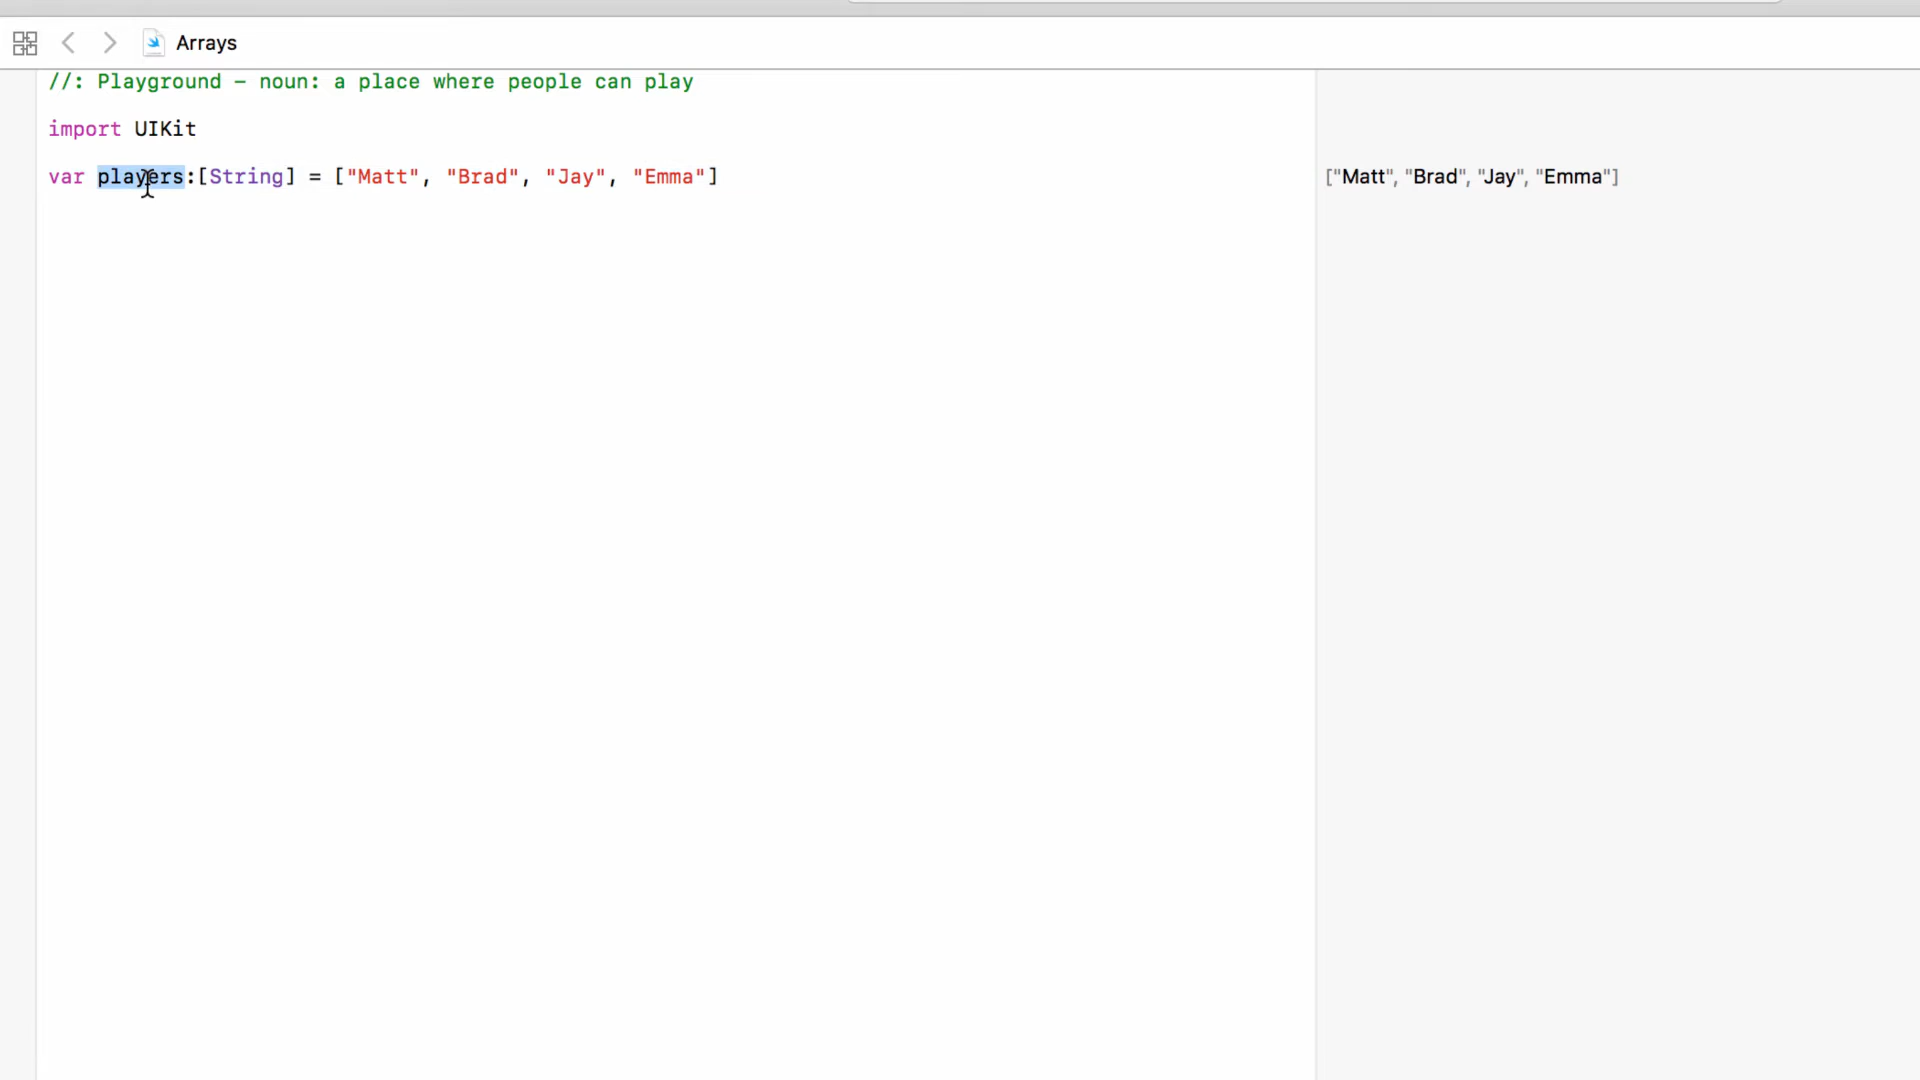 Arrays
//: Playground – noun: a place where people can play
import UIKit
var players:[String] = ["Matt", "Brad", "Jay", "Emma"]
["Matt", "Brad", "Jay", "Emma"]